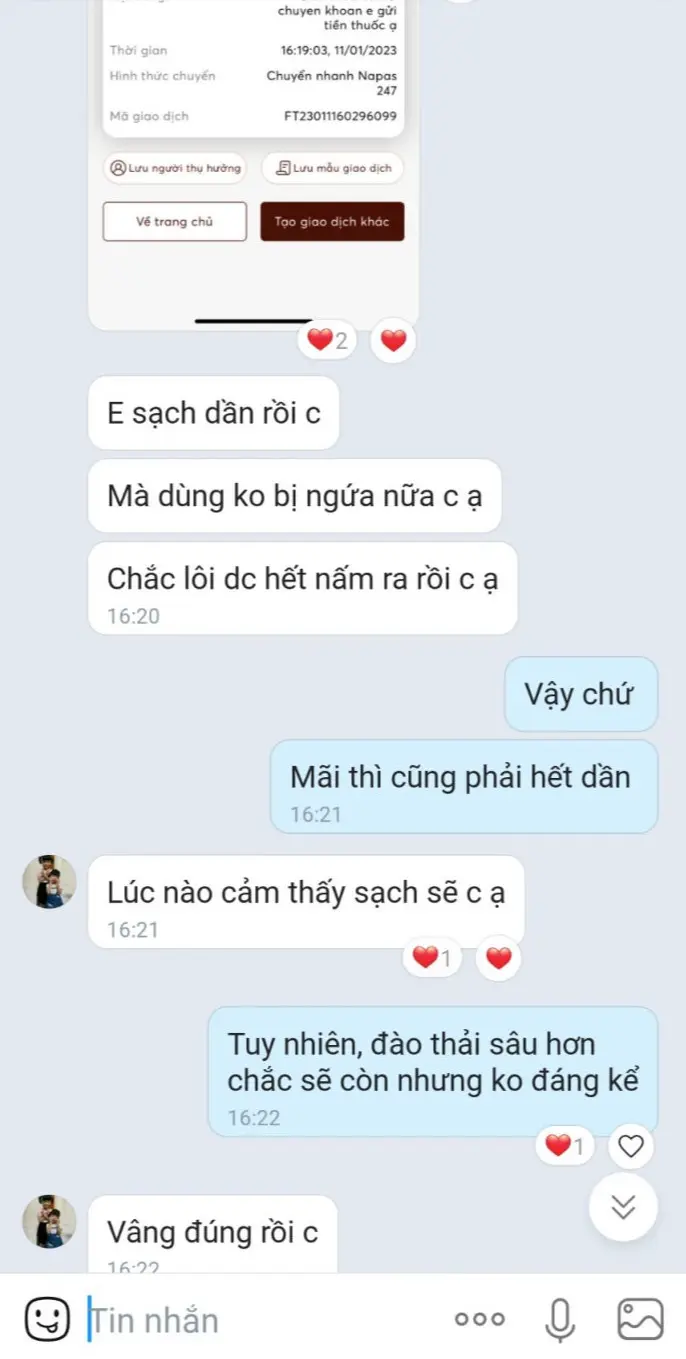 chuyen khoan e gửi
tiền thuốc ạ
Thời gian 16:19:03, 11/01/2023
Hình thức chuyển Chuyển nhanh Napas
247
Mã giao dịch FT23011160296099
Lưu người thụ hưởng Lưu mẫu giao dịch
Về trang chủ Tạo giao dịch khác
2
E sạch dần rồi c
Mà dùng ko bị ngứa nữa c ạ
Chắc lôi dc hết nấm ra rồi c ạ
16:20
Vậy chứ
Mãi thì cũng phải hết dần
16:21
Lúc nào cảm thấy sạch sẽ c ạ
16:21
1
Tuy nhiên, đào thải sâu hơn
chắc sẽ còn nhưng ko đáng kể
16:22
1
Vâng đúng rồi c
16:22
Tin nhắn